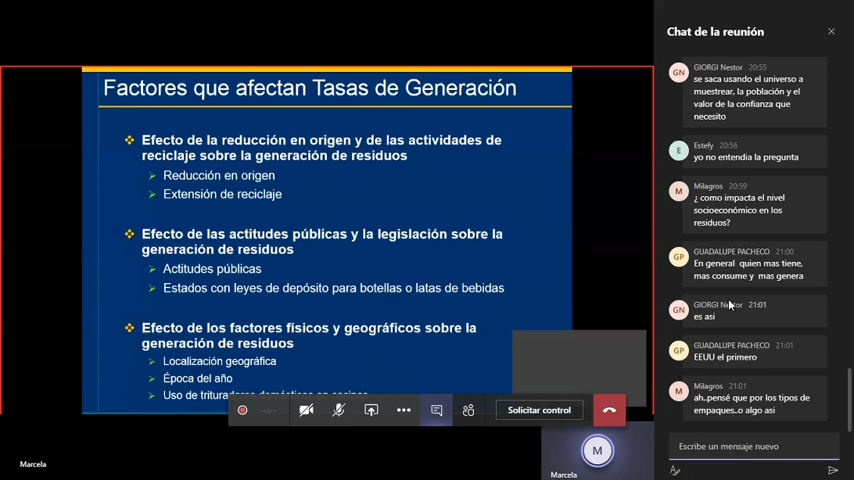 Factores que afectan Tasas de Generación
Efecto de la reducción en origen y de las actividades de
reciclaje sobre la generación de residuos
Reducción en origen
Extensión de reciclaje
Efecto de las actitudes públicas y la legislación sobre la
generación de residuos
Actitudes públicas
Estados con leyes de depósito para botellas o latas de bebidas
Efecto de los factores físicos y geográficos sobre la
generación de residuos
Localización geográfica
Época del año
Uso de trituradores domésticos en cocinas
Solicitar control
M
Marcela
Marcela
Chat de la reunión
GN
GIORGI Nestor 20:55
se saca usando el universo a
muestrear, la población y el
valor de la confianza que
necesito
E
Estefy 20:56
yo no entendia la pregunta
M
Milagros 20:59
¿ como impacta el nivel
socioeconómico en los
residuos?
GP
GUADALUPE PACHECO 21:00
En general quien mas tiene,
mas consume y mas genera
GN
GIORGI Nestor 21:01
es asi
GP
GUADALUPE PACHECO 21:01
EEUU el primero
M
Milagros 21:01
ah..pensé que por los tipos de
empaques..o algo asi
Escribe un mensaje nuevo